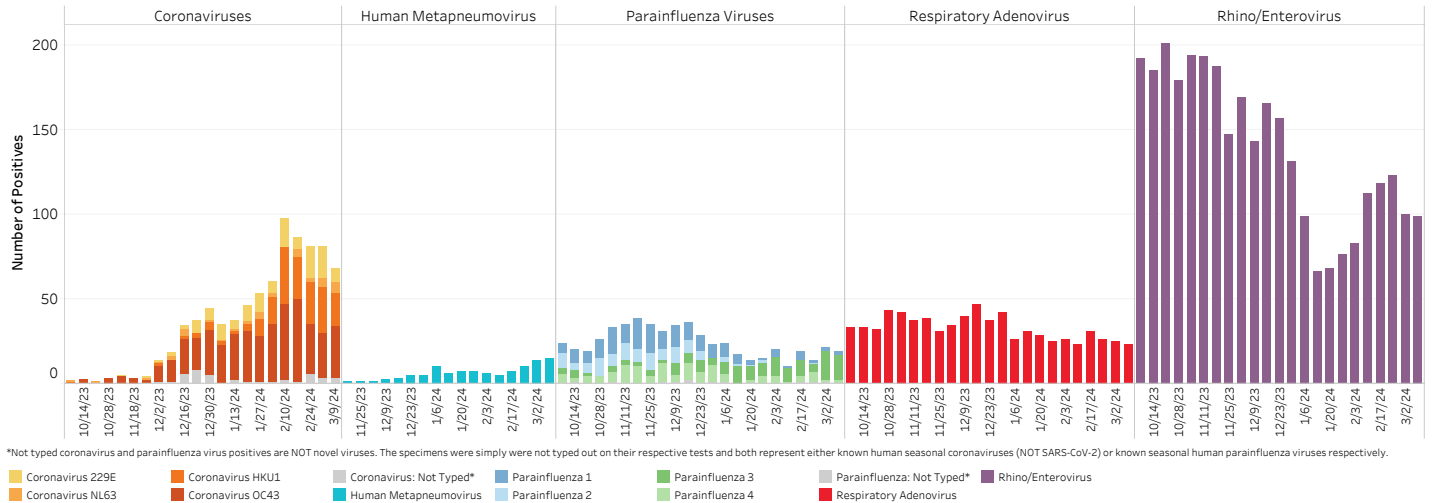 Coronaviruses Human Metapneumovirus Parainfluenza Viruses Respiratory Adenovirus Rhino/Enterovirus
Number of Positives
200
150
100
50
0
10/14/23 10/28/23 11/18/23 12/2/23 12/16/23 12/30/23 1/13/24 1/27/24 2/10/24 2/24/24 3/9/24 11/25/23 12/9/23 12/23/23 1/6/24 1/20/24 2/3/24 2/17/24 3/2/24 10/14/23 10/28/23 11/11/23 11/25/23 12/9/23 12/23/23 1/6/24 1/20/24 2/3/24 2/17/24 3/2/24 10/14/23 10/28/23 11/11/23 11/25/23 12/9/23 12/23/23 1/6/24 1/20/24 2/3/24 2/17/24 3/2/24 10/14/23 10/28/23 11/11/23 11/25/23 12/9/23 12/23/23 1/6/24 1/20/24 2/3/24 2/17/24 3/2/24
*Not typed coronavirus and parainfluenza virus positives are NOT novel viruses. The specimens were simply were not typed out on their respective tests and both represent either known human seasonal coronaviruses (NOT SARS-CoV-2) or known seasonal human parainfluenza viruses respectively.
Coronavirus 229E Coronavirus HKU1 Coronavirus: Not Typed* Parainfluenza 1 Parainfluenza 3 Parainfluenza: Not Typed* Rhino/Enterovirus
Coronavirus NL63 Coronavirus OC43 Human Metapneumovirus Parainfluenza 2 Parainfluenza 4 Respiratory Adenovirus